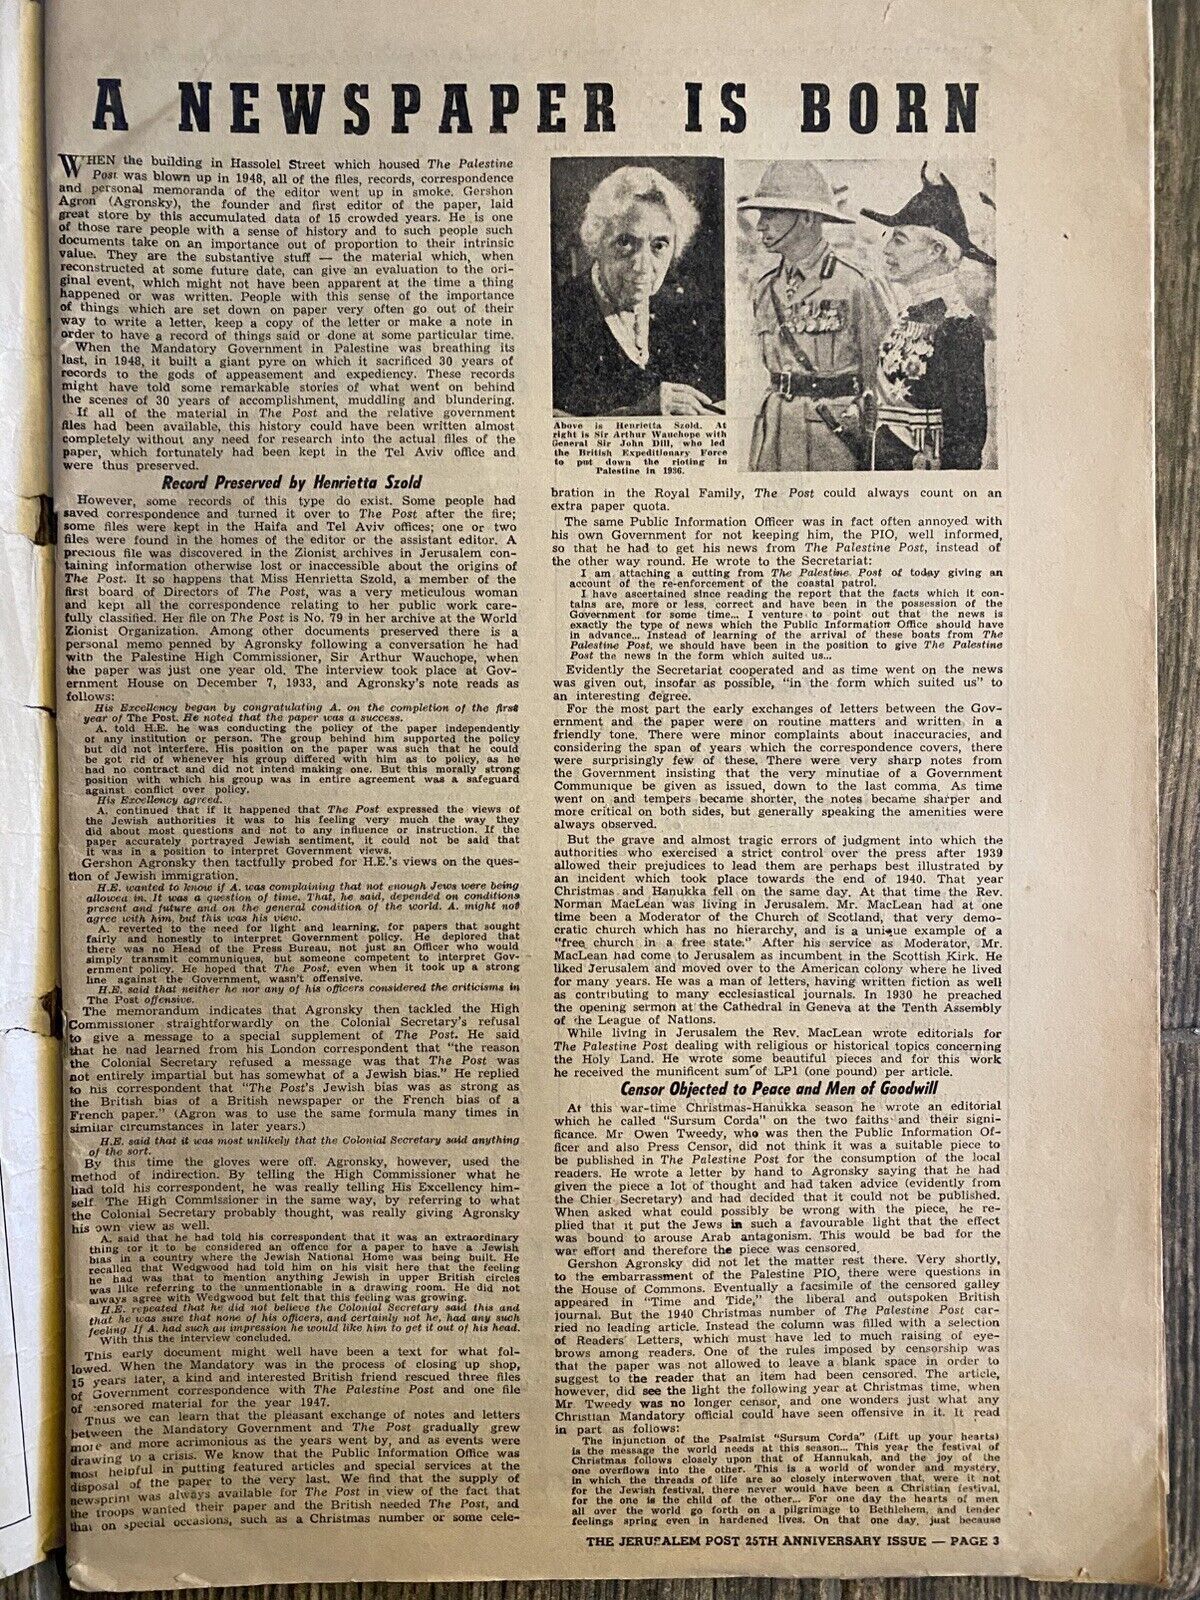 A NEWSPAPER IS BORN
WHEN the building in Hassolel Street which housed The Palestine
Post was blown up in 1948, all of the files, records, correspondence
and personal memoranda of the editor went up in smoke. Gershon
Agron (Agronsky), the founder and first editor of the paper, laid
great store by this accumulated data of 15 crowded years. He is one
of those rare people with a sense of history and to such people such
documents take on an importance out of proportion to their intrinsic
value. They are the substantive stuff — the material which, when
reconstructed at some future date, can give an evaluation to the ori-
ginal event, which might not have been apparent at the time a thing
happened or was written. People with this sense of the importance
of things which are set down on paper very often go out of their
way to write a letter, keep a copy of the letter or make a note in
order to have a record of things said or done at some particular time.
When the Mandatory Government in Palestine was breathing its
last, in 1948, it built a giant pyre on which it sacrificed 30 years of
records to the gods of appeasement and expediency. These records
might have told some remarkable stories of what went on behind
the scenes of 30 years of accomplishment, muddling and blundering.
If all of the material in The Post and the relative government
files had been available, this history could have been written almost
completely without any need for research into the actual files of the
paper, which fortunately had been kept in the Tel Aviv office and
were thus preserved.
Record Preserved by Henrietta Szold
However, some records of this type do exist. Some people had
saved correspondence and turned it over to The Post after the fire;
some files were kept in the Haifa and Tel Aviv offices; one or two
files were found in the homes of the editor or the assistant editor. A
precious file was discovered in the Zionist archives in Jerusalem con-
taining information otherwise lost or inaccessible about the origins of
The Post. It so happens that Miss Henrietta Szold, a member of the
first board of Directors of The Post, was a very meticulous woman
and kept all the correspondence relating to her public work care-
fully classified. Her file on The Post is No. 79 in her archive at the World
Zionist Organization. Among other documents preserved there is a
personal memo penned by Agronsky following a conversation he had
with the Palestine High Commissioner, Sir Arthur Wauchope, when
the paper was just one year old. The interview took place at Gov-
ernment House on December 7, 1933, and Agronsky's note reads as
follows:
His Excellency began by congratulating A. on the completion of the first
year of The Post. He noted that the paper was a success.
A. told H.E. he was conducting the policy of the paper independently
of any institution or person. The group behind him supported the policy
but did not interfere. His position on the paper was such that he could
be got rid of whenever his group differed with him as to policy, as he
had no contract and did not intend making one. But this morally strong
position with which his group was in entire agreement was a safeguard
against conflict over policy.
His Excellency agreed.
A. continued that if it happened that The Post expressed the views of
the Jewish authorities it was to his feeling very much the way they
did about most questions and not to any influence or instruction. If the
paper accurately portrayed Jewish sentiment, it could not be said that
it was in a position to interpret Government views.
Gershon Agronsky then tactfully probed for H.E.'s views on the ques-
tion of Jewish immigration.
H.E. wanted to know if A. was complaining that not enough Jews were being
allowed in. It was a question of time. That, he said, depended on conditions
present and future and on the general condition of the world. A. might not
agree with him, but this was his view.
A. reverted to the need for light and learning, for papers that sought
fairly and honestly to interpret Government policy. He deplored that
there was no Head of the Press Bureau, not just an Officer who would
simply transmit communiques, but someone competent to interpret Gov-
ernment policy. He hoped that The Post, even when it took up a strong
line against the Government, wasn't offensive.
H.E. said that neither he nor any of his officers considered the criticisms in
The Post offensive.
The memorandum indicates that Agronsky then tackled the High
Commissioner straightforwardly on the Colonial Secretary's refusal
to give a message to a special supplement of The Post. He said
that he had learned from his London correspondent that "the reason
the Colonial Secretary refused a message was that The Post was
not entirely impartial but has somewhat of a Jewish bias." He replied
to his correspondent that "The Post's Jewish bias was as strong as
the British bias of a British newspaper or the French bias of a
French paper." (Agron was to use the same formula many times in
similar circumstances in later years.)
H.E. said that it was most unlikely that the Colonial Secretary said anything
of the sort.
By this time the gloves were off. Agronsky, however, used the
method of indirection. By telling the High Commissioner what he
had told his correspondent, he was really telling His Excellency him-
self. The High Commissioner in the same way, by referring to what
the Colonial Secretary probably thought, was really giving Agronsky
his own view as well.
A. said that he had told his correspondent that it was an extraordinary
thing for it to be considered an offence for a paper to have a Jewish
bias in a country where the Jewish National Home was being built. He
recalled that Wedgwood had told him on his visit here that the feeling
he had was that to mention anything Jewish in upper British circles
was like referring to the unmentionable in a drawing room. He did not
always agree with Wedgwood but felt that this feeling was growing.
H.E. repeated that he did not believe the Colonial Secretary said this and
that he was sure that none of his officers, and certainly not he, had any such
feeling. If A. had such an impression he would like him to get it out of his head.
With this the interview concluded.
This early document might well have been a text for what fol-
lowed. When the Mandatory was in the process of closing up shop,
15 years later, a kind and interested British friend rescued three files
of Government correspondence with The Palestine Post and one file
of censored material for the year 1947.
Thus we can learn that the pleasant exchange of notes and letters
between the Mandatory Government and The Post gradually grew
more and more acrimonious as the years went by, and as events were
drawing to a crisis. We know that the Public Information Office was
most helpful in putting featured articles and special services at the
disposal of the paper to the very last. We find that the supply of
newsprint was always available for The Post in view of the fact that
the troops wanted their paper and the British needed The Post, and
that on special occasions, such as a Christmas number or some cele-
Above is Henrietta Szold. At
right is Sir Arthur Wauchope with
General Sir John Dill, who led
the British Expeditionary Force
to put down the rioting in
Palestine in 1936.
bration in the Royal Family, The Post could always count on an
extra paper quota.
The same Public Information Officer was in fact often annoyed with
his own Government for not keeping him, the PIO, well informed,
so that he had to get his news from The Palestine Post, instead of
the other way round. He wrote to the Secretariat:
I am attaching a cutting from The Palestine Post of today giving an
account of the re-enforcement of the coastal patrol.
I have ascertained since reading the report that the facts which it con-
tains are, more or less, correct and have been in the possession of the
Government for some time... I venture to point out that the news is
exactly the type of news which the Public Information Office should have
in advance... Instead of learning of the arrival of these boats from The
Palestine Post, we should have been in the position to give The Palestine
Post the news in the form which suited us...
Evidently the Secretariat cooperated and as time went on the news
was given out, insofar as possible, "in the form which suited us" to
an interesting degree.
For the most part the early exchanges of letters between the Gov-
ernment and the paper were on routine matters and written in a
friendly tone. There were minor complaints about inaccuracies, and
considering the span of years which the correspondence covers, there
were surprisingly few of these. There were very sharp notes from
the Government insisting that the very minutiae of a Government
Communique be given as issued, down to the last comma. As time
went on and tempers became shorter, the notes became sharper and
more critical on both sides, but generally speaking the amenities were
always observed.
But the grave and almost tragic errors of judgment into which the
authorities who exercised a strict control over the press after 1939
allowed their prejudices to lead them are perhaps best illustrated by
an incident which took place towards the end of 1940. That year
Christmas and Hanukka fell on the same day. At that time the Rev.
Norman MacLean was living in Jerusalem. Mr. MacLean had at one
time been a Moderator of the Church of Scotland, that very demo-
cratic church which has no hierarchy, and is a unique example of a
"free church in a free state." After his service as Moderator, Mr.
MacLean had come to Jerusalem as incumbent in the Scottish Kirk. He
liked Jerusalem and moved over to the American colony where he lived
for many years. He was a man of letters, having written fiction as well
as contributing to many ecclesiastical journals. In 1930 he preached
the opening sermon at the Cathedral in Geneva at the Tenth Assembly
of the League of Nations.
While living in Jerusalem the Rev. MacLean wrote editorials for
The Palestine Post dealing with religious or historical topics concerning
the Holy Land. He wrote some beautiful pieces and for this work
he received the munificent sum of LP1 (one pound) per article.
Censor Objected to Peace and Men of Goodwill
At this war-time Christmas-Hanukka season he wrote an editorial
which he called "Sursum Corda" on the two faiths and their signi-
ficance. Mr Owen Tweedy, who was then the Public Information Of-
ficer and also Press Censor, did not think it was a suitable piece to
be published in The Palestine Post for the consumption of the local
readers. He wrote a letter by hand to Agronsky saying that he had
given the piece a lot of thought and had taken advice (evidently from
the Chief Secretary) and had decided that it could not be published.
When asked what could possibly be wrong with the piece, he re-
plied that it put the Jews in such a favourable light that the effect
was bound to arouse Arab antagonism. This would be bad for the
war effort and therefore the piece was censored.
Gershon Agronsky did not let the matter rest there. Very shortly,
to the embarrassment of the Palestine PIO, there were questions in
the House of Commons. Eventually a facsimile of the censored galley
appeared in "Time and Tide," the liberal and outspoken British
journal. But the 1940 Christmas number of The Palestine Post car-
ried no leading article. Instead the column was filled with a selection
of Readers' Letters, which must have led to much raising of eye-
brows among readers. One of the rules imposed by censorship was
that the paper was not allowed to leave a blank space in order to
suggest to the reader that an item had been censored. The article,
however, did see the light the following year at Christmas time, when
Mr. Tweedy was no longer censor, and one wonders just what any
Christian Mandatory official could have seen offensive in it. It read
in part as follows:
The injunction of the Psalmist "Sursum Corda" (Lift up your hearts)
is the message the world needs at this season... This year the festival of
Christmas follows closely upon that of Hannukah, and the joy of the
one overflows into the other. This is a world of wonder and mystery,
in which the threads of life are so closely interwoven that, were it not
for the Jewish festival, there never would have been a Christian festival,
for the one is the child of the other... For one day the hearts of men
all over the world go forth on a pilgrimage to Bethlehem, and tender
feelings spring even in hardened lives. On that one day, just because
THE JERUSALEM POST 25TH ANNIVERSARY ISSUE — PAGE 3